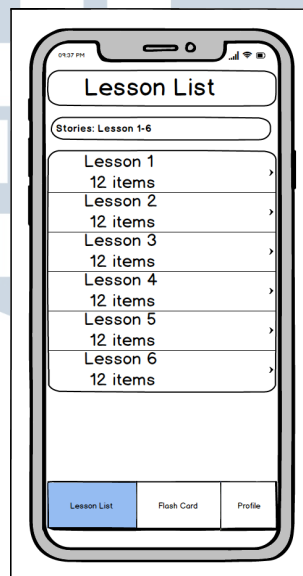 09:37 PM
Lesson List
Stories: Lesson 1-6
Lesson 1
12 items
Lesson 2
12 items
Lesson 3
12 items
Lesson 4
12 items
Lesson 5
12 items
Lesson 6
12 items
Lesson List Flash Card Profile